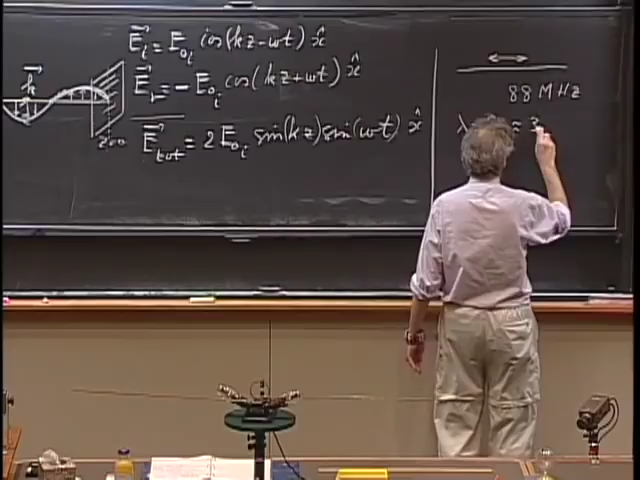 E⃗ᵢ = E₀ᵢ cos(kz-ωt) x̂
k⃗
E⃗ᵣ = - E₀ᵢ cos(kz+ωt) x̂
z=0
E⃗ₜₒₜ = 2 E₀ᵢ sin(kz) sin(ωt) x̂
88 MHz
λ ≈ 3